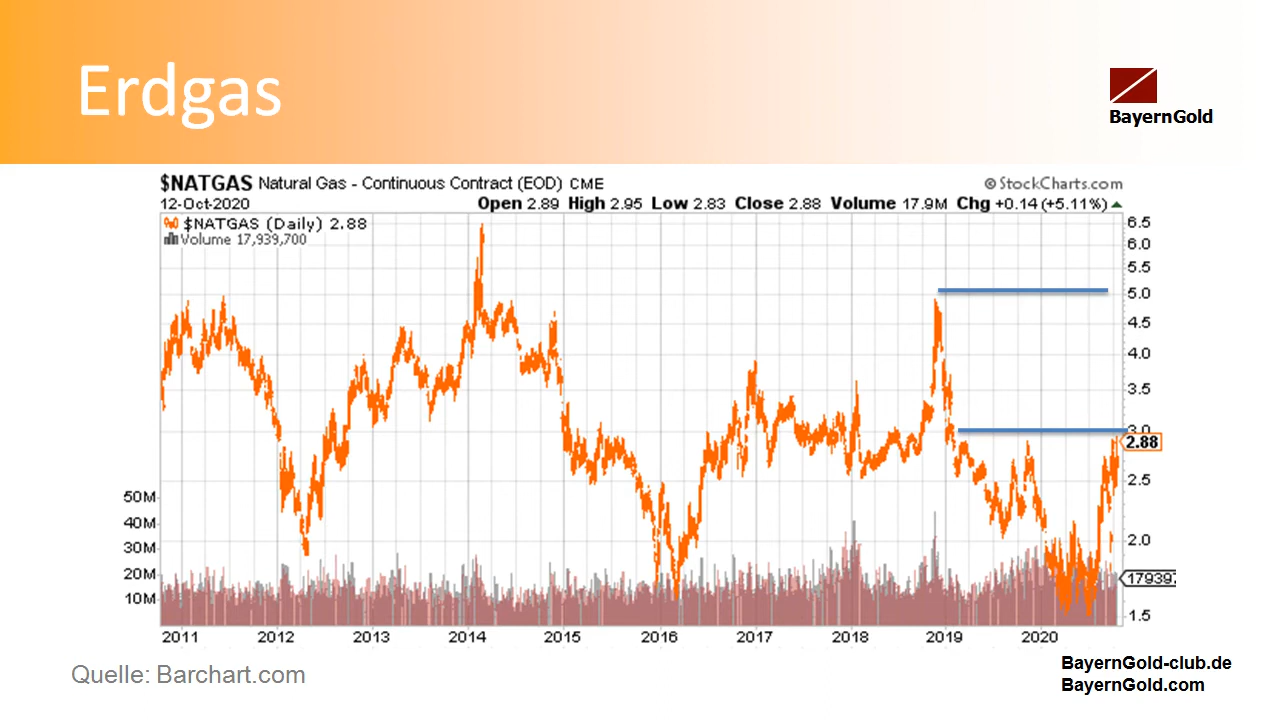 Erdgas
BayernGold
$NATGAS Natural Gas - Continuous Contract (EOD) CME
© StockCharts.com
12-Oct-2020
Open 2.89 High 2.95 Low 2.83 Close 2.88 Volume 17.9M Chg +0.14 (+5.11%)
$NATGAS (Daily) 2.88
Volume 17,939,700
6.5
6.0
5.5
5.0
4.5
4.0
3.5
3.0
2.88
2.5
2.0
1.5
50M
40M
30M
20M
10M
17939
2011 2012 2013 2014 2015 2016 2017 2018 2019 2020
Quelle: Barchart.com
BayernGold-club.de
BayernGold.com